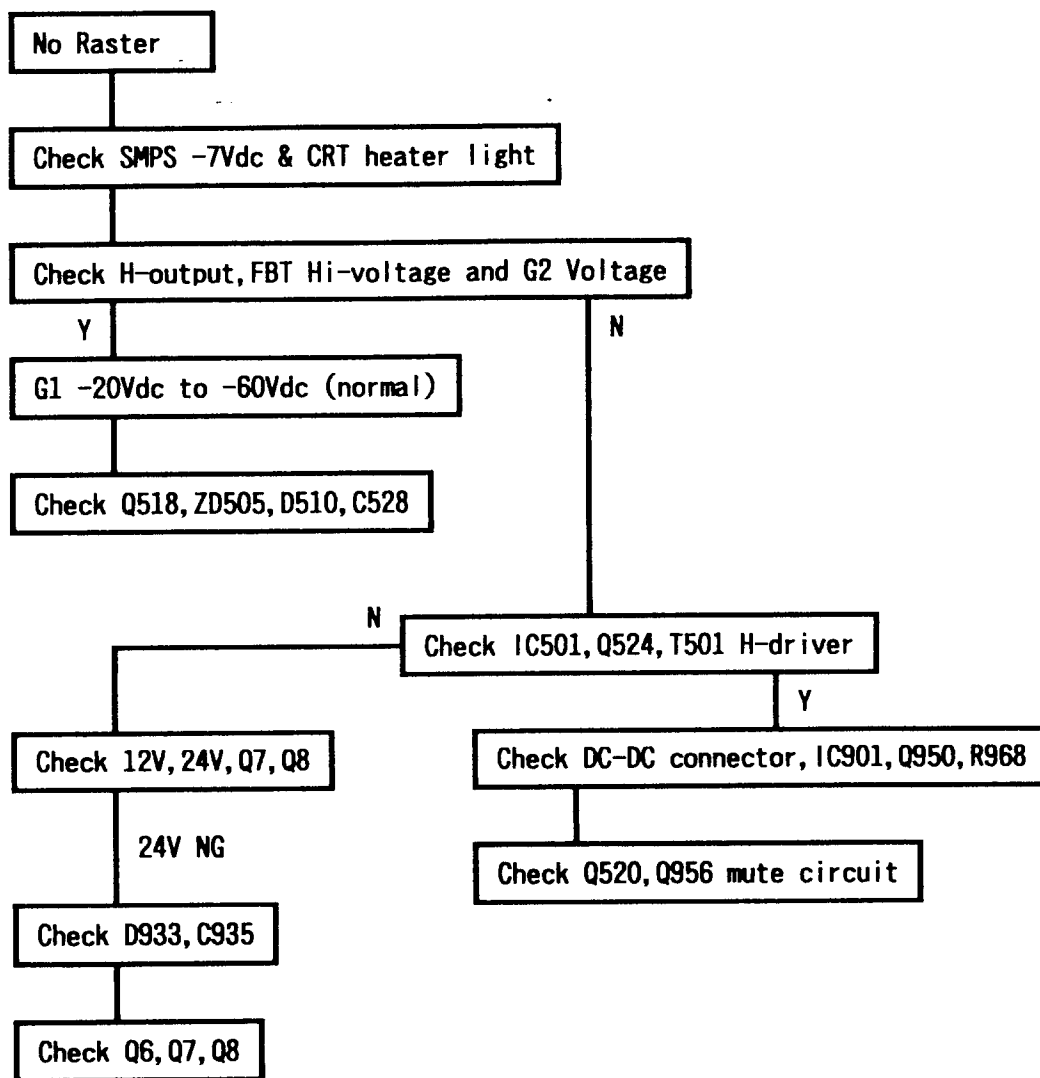 No Raster
Check SMPS -7Vdc & CRT heater light
Check H-output, FBT Hi-voltage and G2 Voltage
Y
N
G1 -20Vdc to -60Vdc (normal)
Check Q518, ZD505, D510, C528
N
Check IC501, Q524, T501 H-driver
Y
Check 12V, 24V, Q7, Q8
Check DC-DC connector, IC901, Q950, R968
24V NG
Check Q520, Q956 mute circuit
Check D933, C935
Check Q6, Q7, Q8